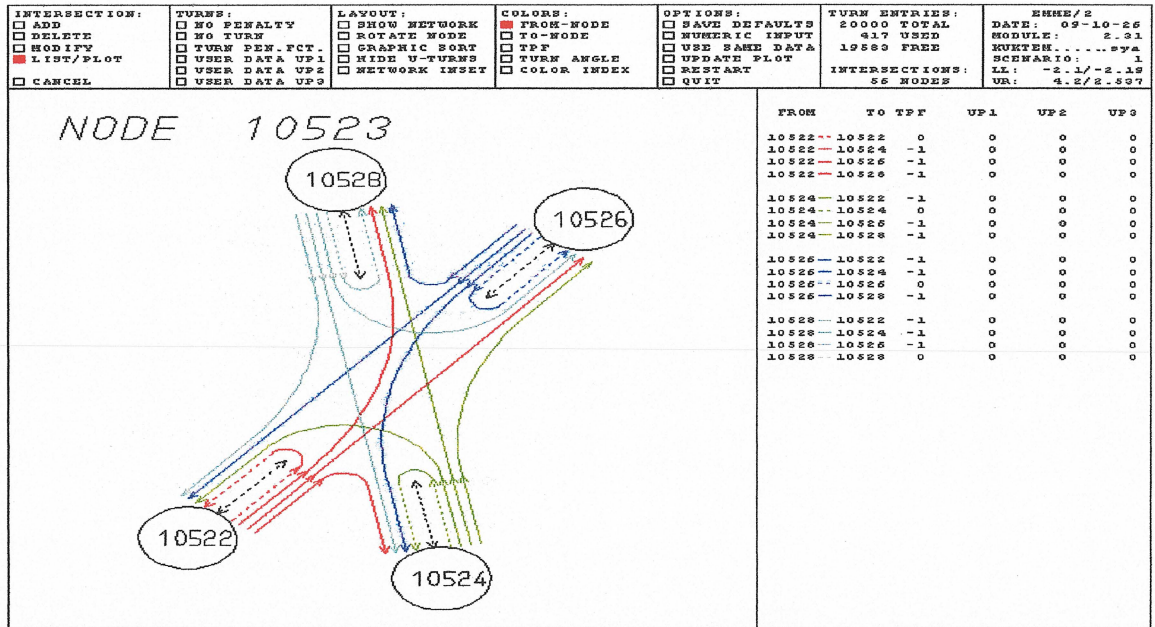 INTERSECTION:
ADD
DELETE
MODIFY
LIST/PLOT
CANCEL
TURNS:
NO PENALTY
NO TURN
TURN PEN.FCT.
USER DATA UP1
USER DATA UP2
USER DATA UP3
LAYOUT:
SHOW NETWORK
ROTATE NODE
GRAPHIC SORT
HIDE U-TURNS
NETWORK INSET
COLORS:
FROM-NODE
TO-NODE
TPF
TURN ANGLE
COLOR INDEX
OPTIONS:
SAVE DEFAULTS
NUMERIC INPUT
USE SAME DATA
UPDATE PLOT
RESTART
QUIT
TURN ENTRIES:
20000 TOTAL
417 USED
19583 FREE
INTERSECTIONS:
56 NODES
EMME/2
DATE: 09-10-26
MODULE: 2.31
KUKTEM.....sya
SCENARIO: 1
LL: -2.1/-2.19
UR: 4.2/2.537
NODE 10523
10528
10526
10522
10524
FROM TO TPF UP1 UP2 UP3
10522 10522 0 0 0 0
10522 10524 -1 0 0 0
10522 10526 -1 0 0 0
10522 10528 -1 0 0 0
10524 10522 -1 0 0 0
10524 10524 0 0 0 0
10524 10526 -1 0 0 0
10524 10528 -1 0 0 0
10526 10522 -1 0 0 0
10526 10524 -1 0 0 0
10526 10526 0 0 0 0
10526 10528 -1 0 0 0
10528 10522 -1 0 0 0
10528 10524 -1 0 0 0
10528 10526 -1 0 0 0
10528 10528 0 0 0 0